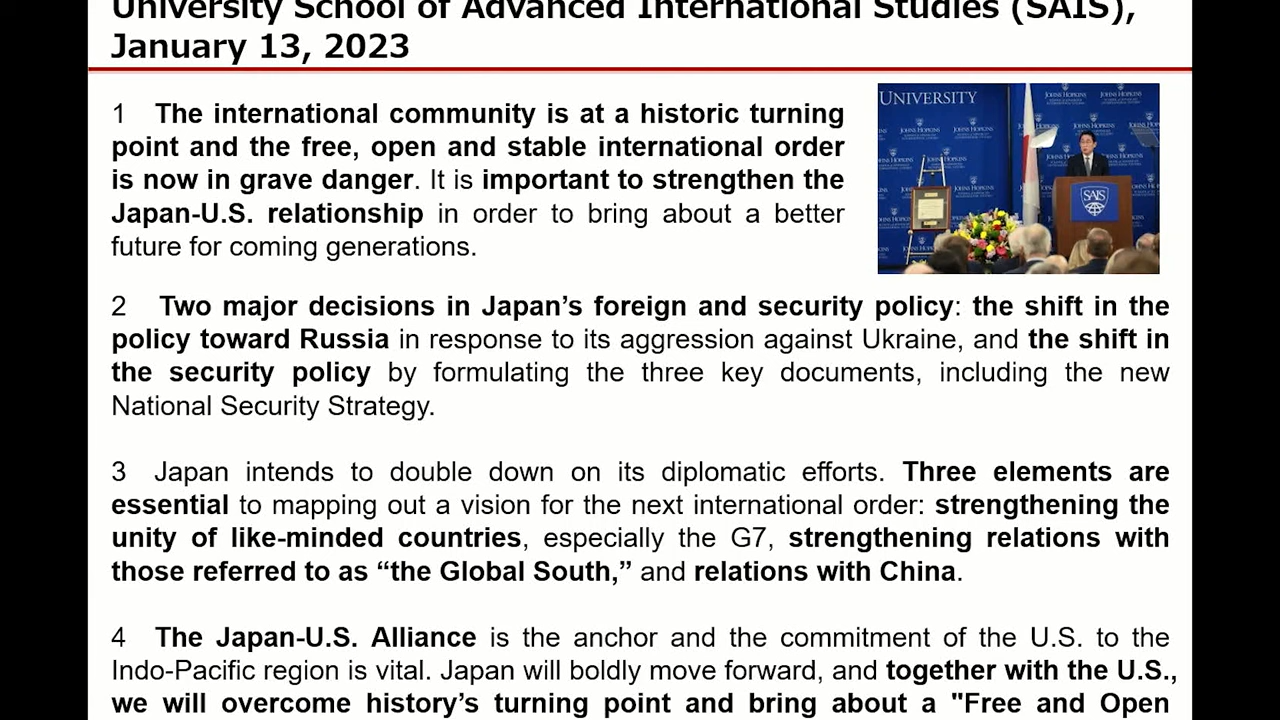 University School of Advanced International Studies (SAIS),
January 13, 2023
1 The international community is at a historic turning
point and the free, open and stable international order
is now in grave danger. It is important to strengthen the
Japan-U.S. relationship in order to bring about a better
future for coming generations.
UNIVERSITY
JOHNS HOPKINS
SAIS
2 Two major decisions in Japan’s foreign and security policy: the shift in the
policy toward Russia in response to its aggression against Ukraine, and the shift in
the security policy by formulating the three key documents, including the new
National Security Strategy.
3 Japan intends to double down on its diplomatic efforts. Three elements are
essential to mapping out a vision for the next international order: strengthening the
unity of like-minded countries, especially the G7, strengthening relations with
those referred to as “the Global South,” and relations with China.
4 The Japan-U.S. Alliance is the anchor and the commitment of the U.S. to the
Indo-Pacific region is vital. Japan will boldly move forward, and together with the U.S.,
we will overcome history’s turning point and bring about a "Free and Open